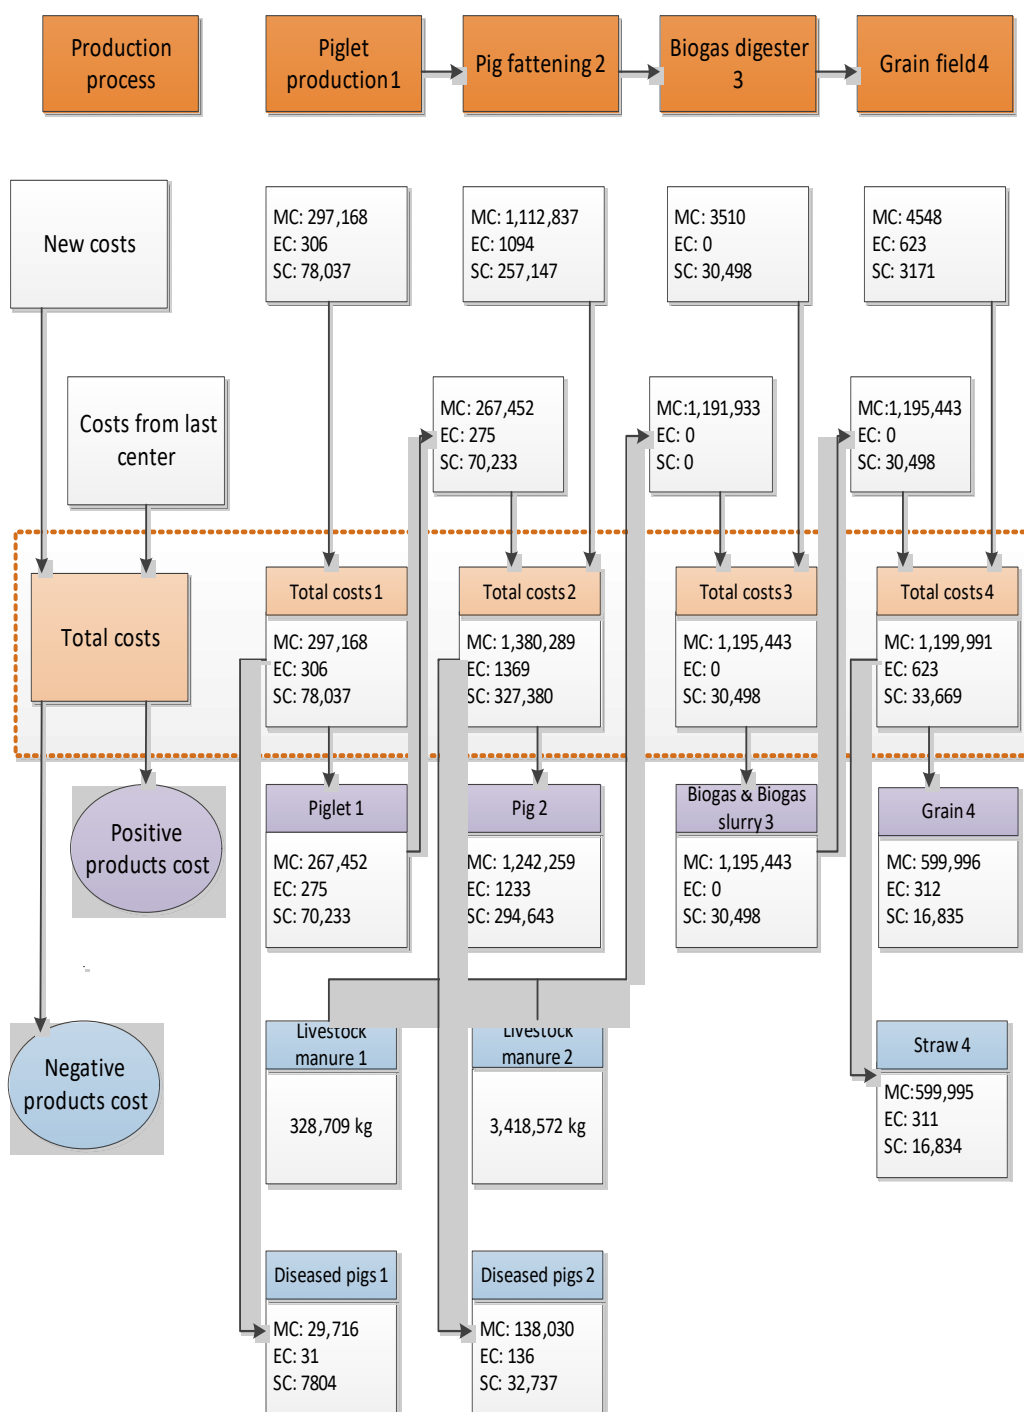 Production
process
Piglet
production 1
Pig fattening 2
Biogas digester
3
Grain field 4
New costs
MC: 297,168
EC: 306
SC: 78,037
MC: 1,112,837
EC: 1094
SC: 257,147
MC: 3510
EC: 0
SC: 30,498
MC: 4548
EC: 623
SC: 3171
Costs from last
center
MC: 267,452
EC: 275
SC: 70,233
MC:1,191,933
EC: 0
SC: 0
MC:1,195,443
EC: 0
SC: 30,498
Total costs
Total costs 1
MC: 297,168
EC: 306
SC: 78,037
Total costs 2
MC: 1,380,289
EC: 1369
SC: 327,380
Total costs 3
MC: 1,195,443
EC: 0
SC: 30,498
Total costs 4
MC: 1,199,991
EC: 623
SC: 33,669
Positive
products cost
Piglet 1
MC: 267,452
EC: 275
SC: 70,233
Pig 2
MC: 1,242,259
EC: 1233
SC: 294,643
Biogas & Biogas
slurry 3
MC: 1,195,443
EC: 0
SC: 30,498
Grain 4
MC: 599,996
EC: 312
SC: 16,835
Negative
products cost
Livestock
manure 1
328,709 kg
Livestock
manure 2
3,418,572 kg
Straw 4
MC:599,995
EC: 311
SC: 16,834
Diseased pigs 1
MC: 29,716
EC: 31
SC: 7804
Diseased pigs 2
MC: 138,030
EC: 136
SC: 32,737